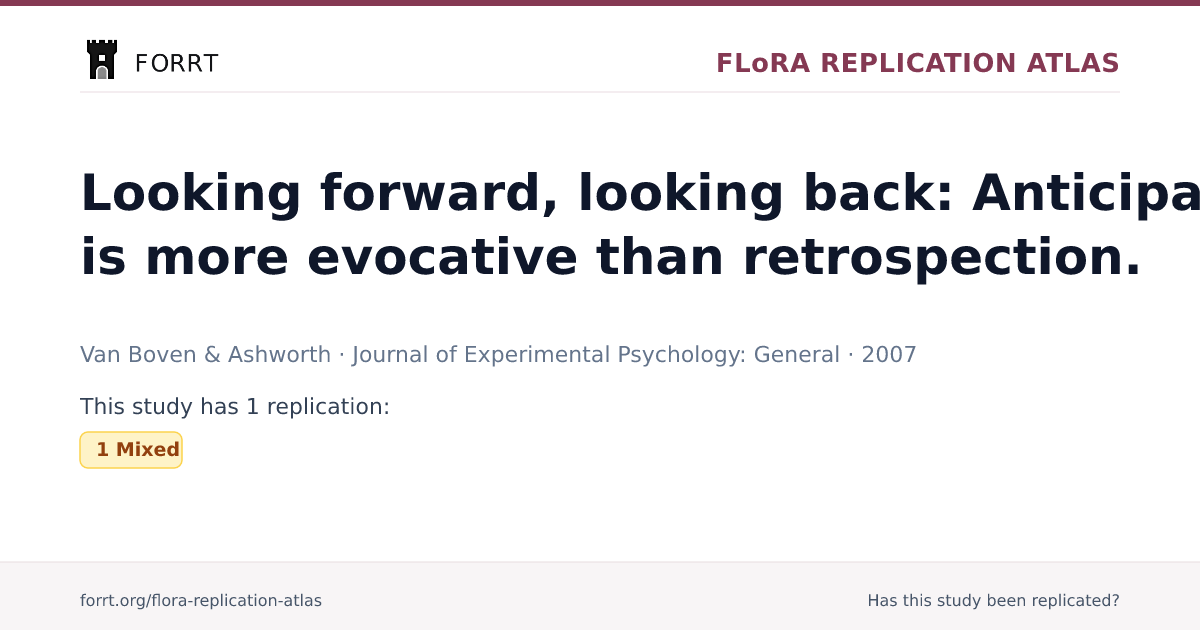 FORRT
FLoRA REPLICATION ATLAS
Looking forward, looking back: Anticipa
is more evocative than retrospection.
Van Boven & Ashworth · Journal of Experimental Psychology: General · 2007
This study has 1 replication:
1 Mixed
forrt.org/flora-replication-atlas
Has this study been replicated?